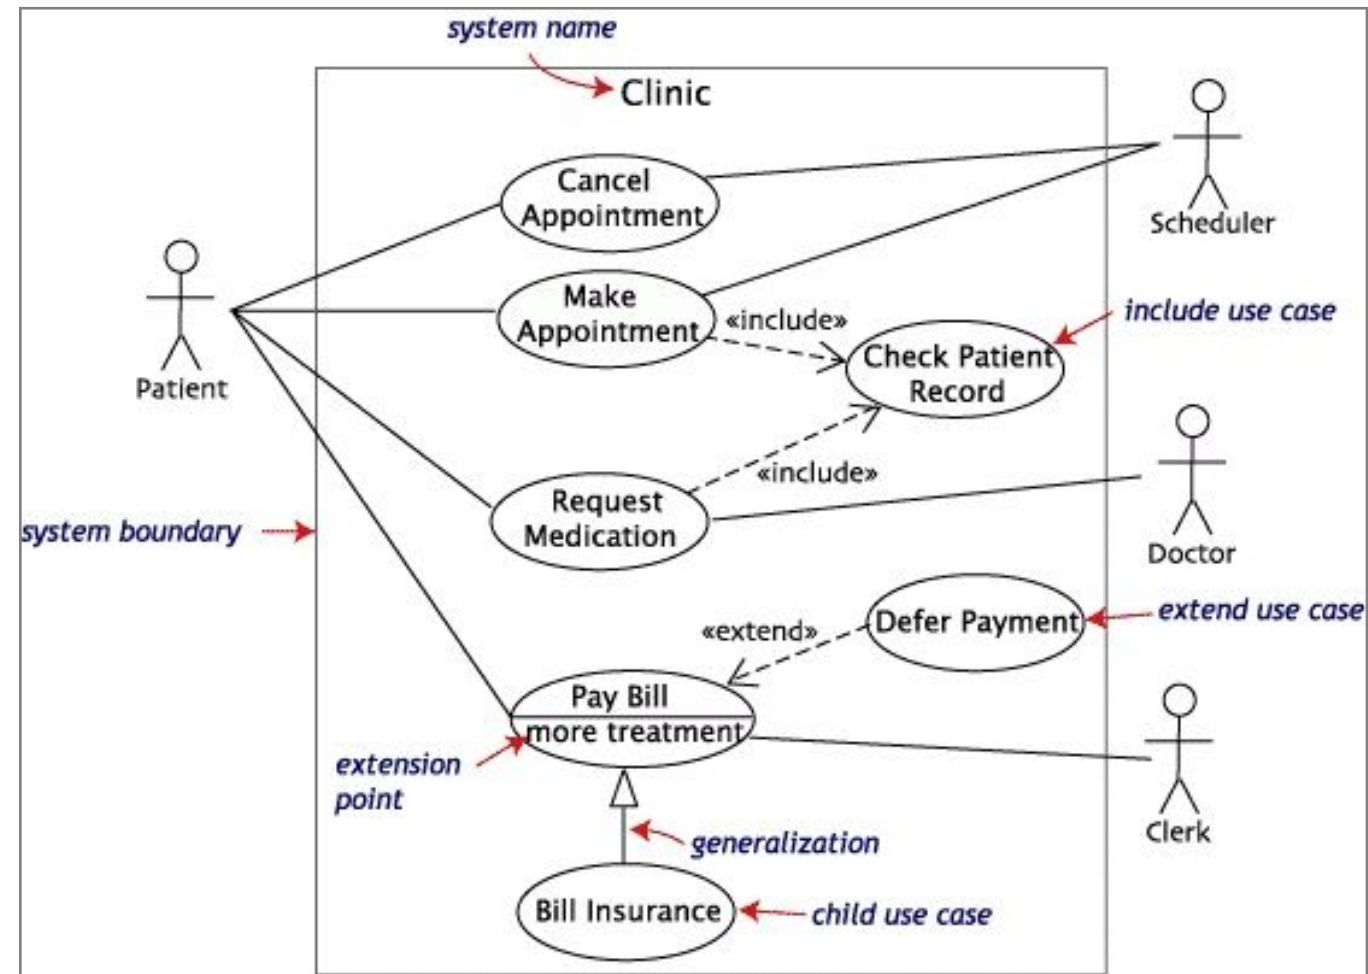 system name
Clinic
Cancel
Appointment
Scheduler
Make
Appointment
«include»
include use case
Check Patient
Record
Patient
«include»
Request
Medication
system boundary
Doctor
Defer Payment
extend use case
«extend»
Pay Bill
more treatment
extension
point
Clerk
generalization
Bill Insurance
child use case